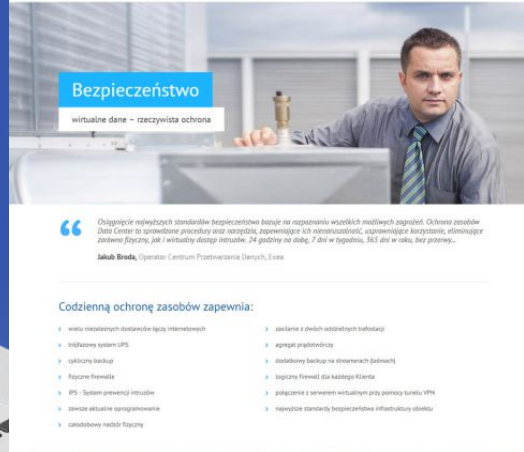 Bezpieczeństwo
wirtualne dane – rzeczywista ochrona
Osiągnięcie najwyższych standardów bezpieczeństwa bazuje na rozpoznaniu wszelkich możliwych zagrożeń. Ochrona zasobów
Data Center to sprawdzone procedury oraz narzędzia, zapewniające ich nienaruszalność, usprawniające korzystanie, eliminujące
zarówno fizyczny, jak i wirtualny dostęp intruzów. 24 godziny na dobę, 7 dni w tygodniu, 365 dni w roku, bez przerwy...
Jakub Broda, Operator Centrum Przetwarzania Danych, Exea
Codzienną ochronę zasobów zapewnia:
wielu niezależnych dostawców łączy internetowych
trójfazowy system UPS
cykliczny backup
fizyczne firewalle
IPS - System prewencji intruzów
zawsze aktualne oprogramowanie
całodobowy nadzór fizyczny
zasilanie z dwóch oddzielnych trafostacji
agregat prądotwórczy
dodatkowy backup na streamerach (taśmach)
logiczny firewall dla każdego Klienta
połączenie z serwerem wirtualnym przy pomocy tunelu VPN
najwyższe standardy bezpieczeństwa infrastruktury obiektu